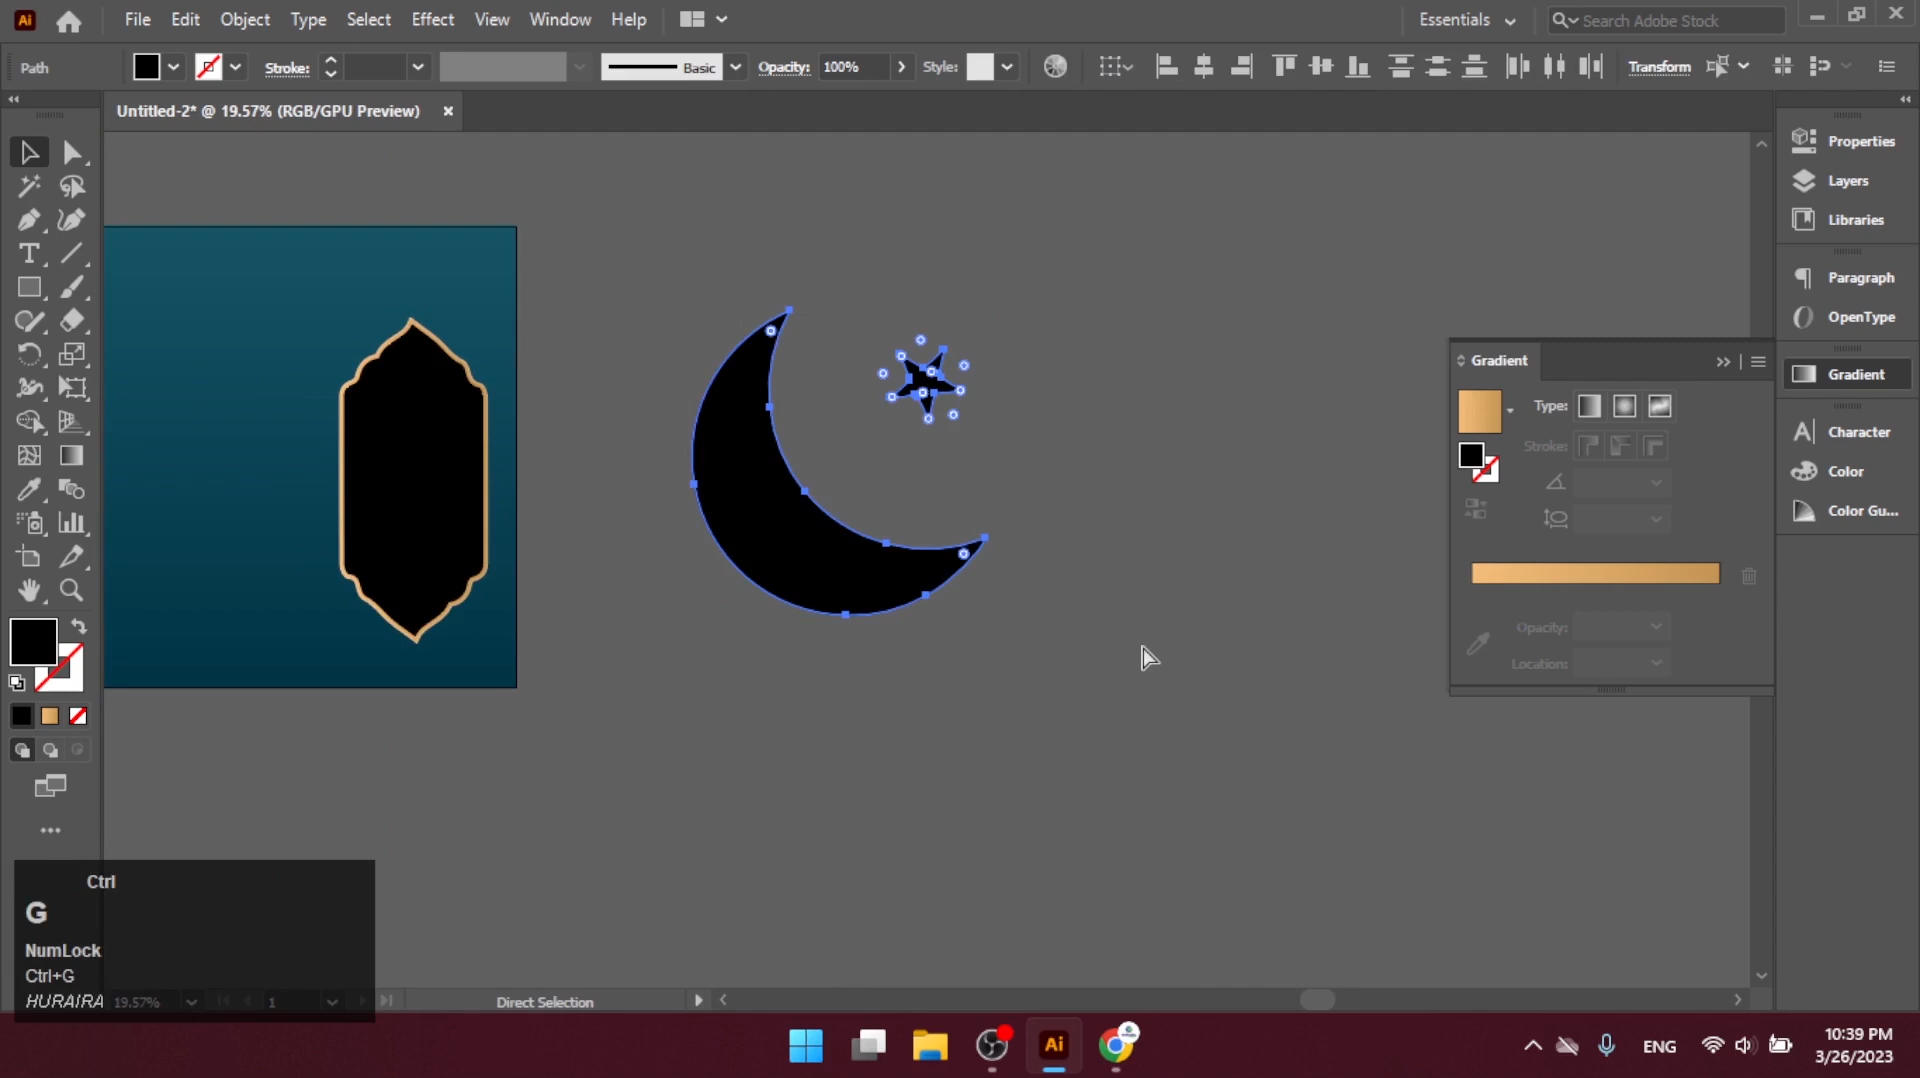 Ai File Edit Object Type Select Effect View Window Help Essentials Search Adobe Stock
Path Stroke: Basic Opacity: 100% Style: Transform
Untitled-2* @ 19.57% (RGB/GPU Preview)
Properties
Layers
Libraries
Paragraph
OpenType
Gradient
Character
Color
Color Gu...
Gradient
Type:
Stroke:
Opacity:
Location:
T
Ctrl
G
NumLock
Ctrl+G
HURAIRA
19.57% 1 Direct Selection
Ai ENG 10:39 PM
3/26/2023